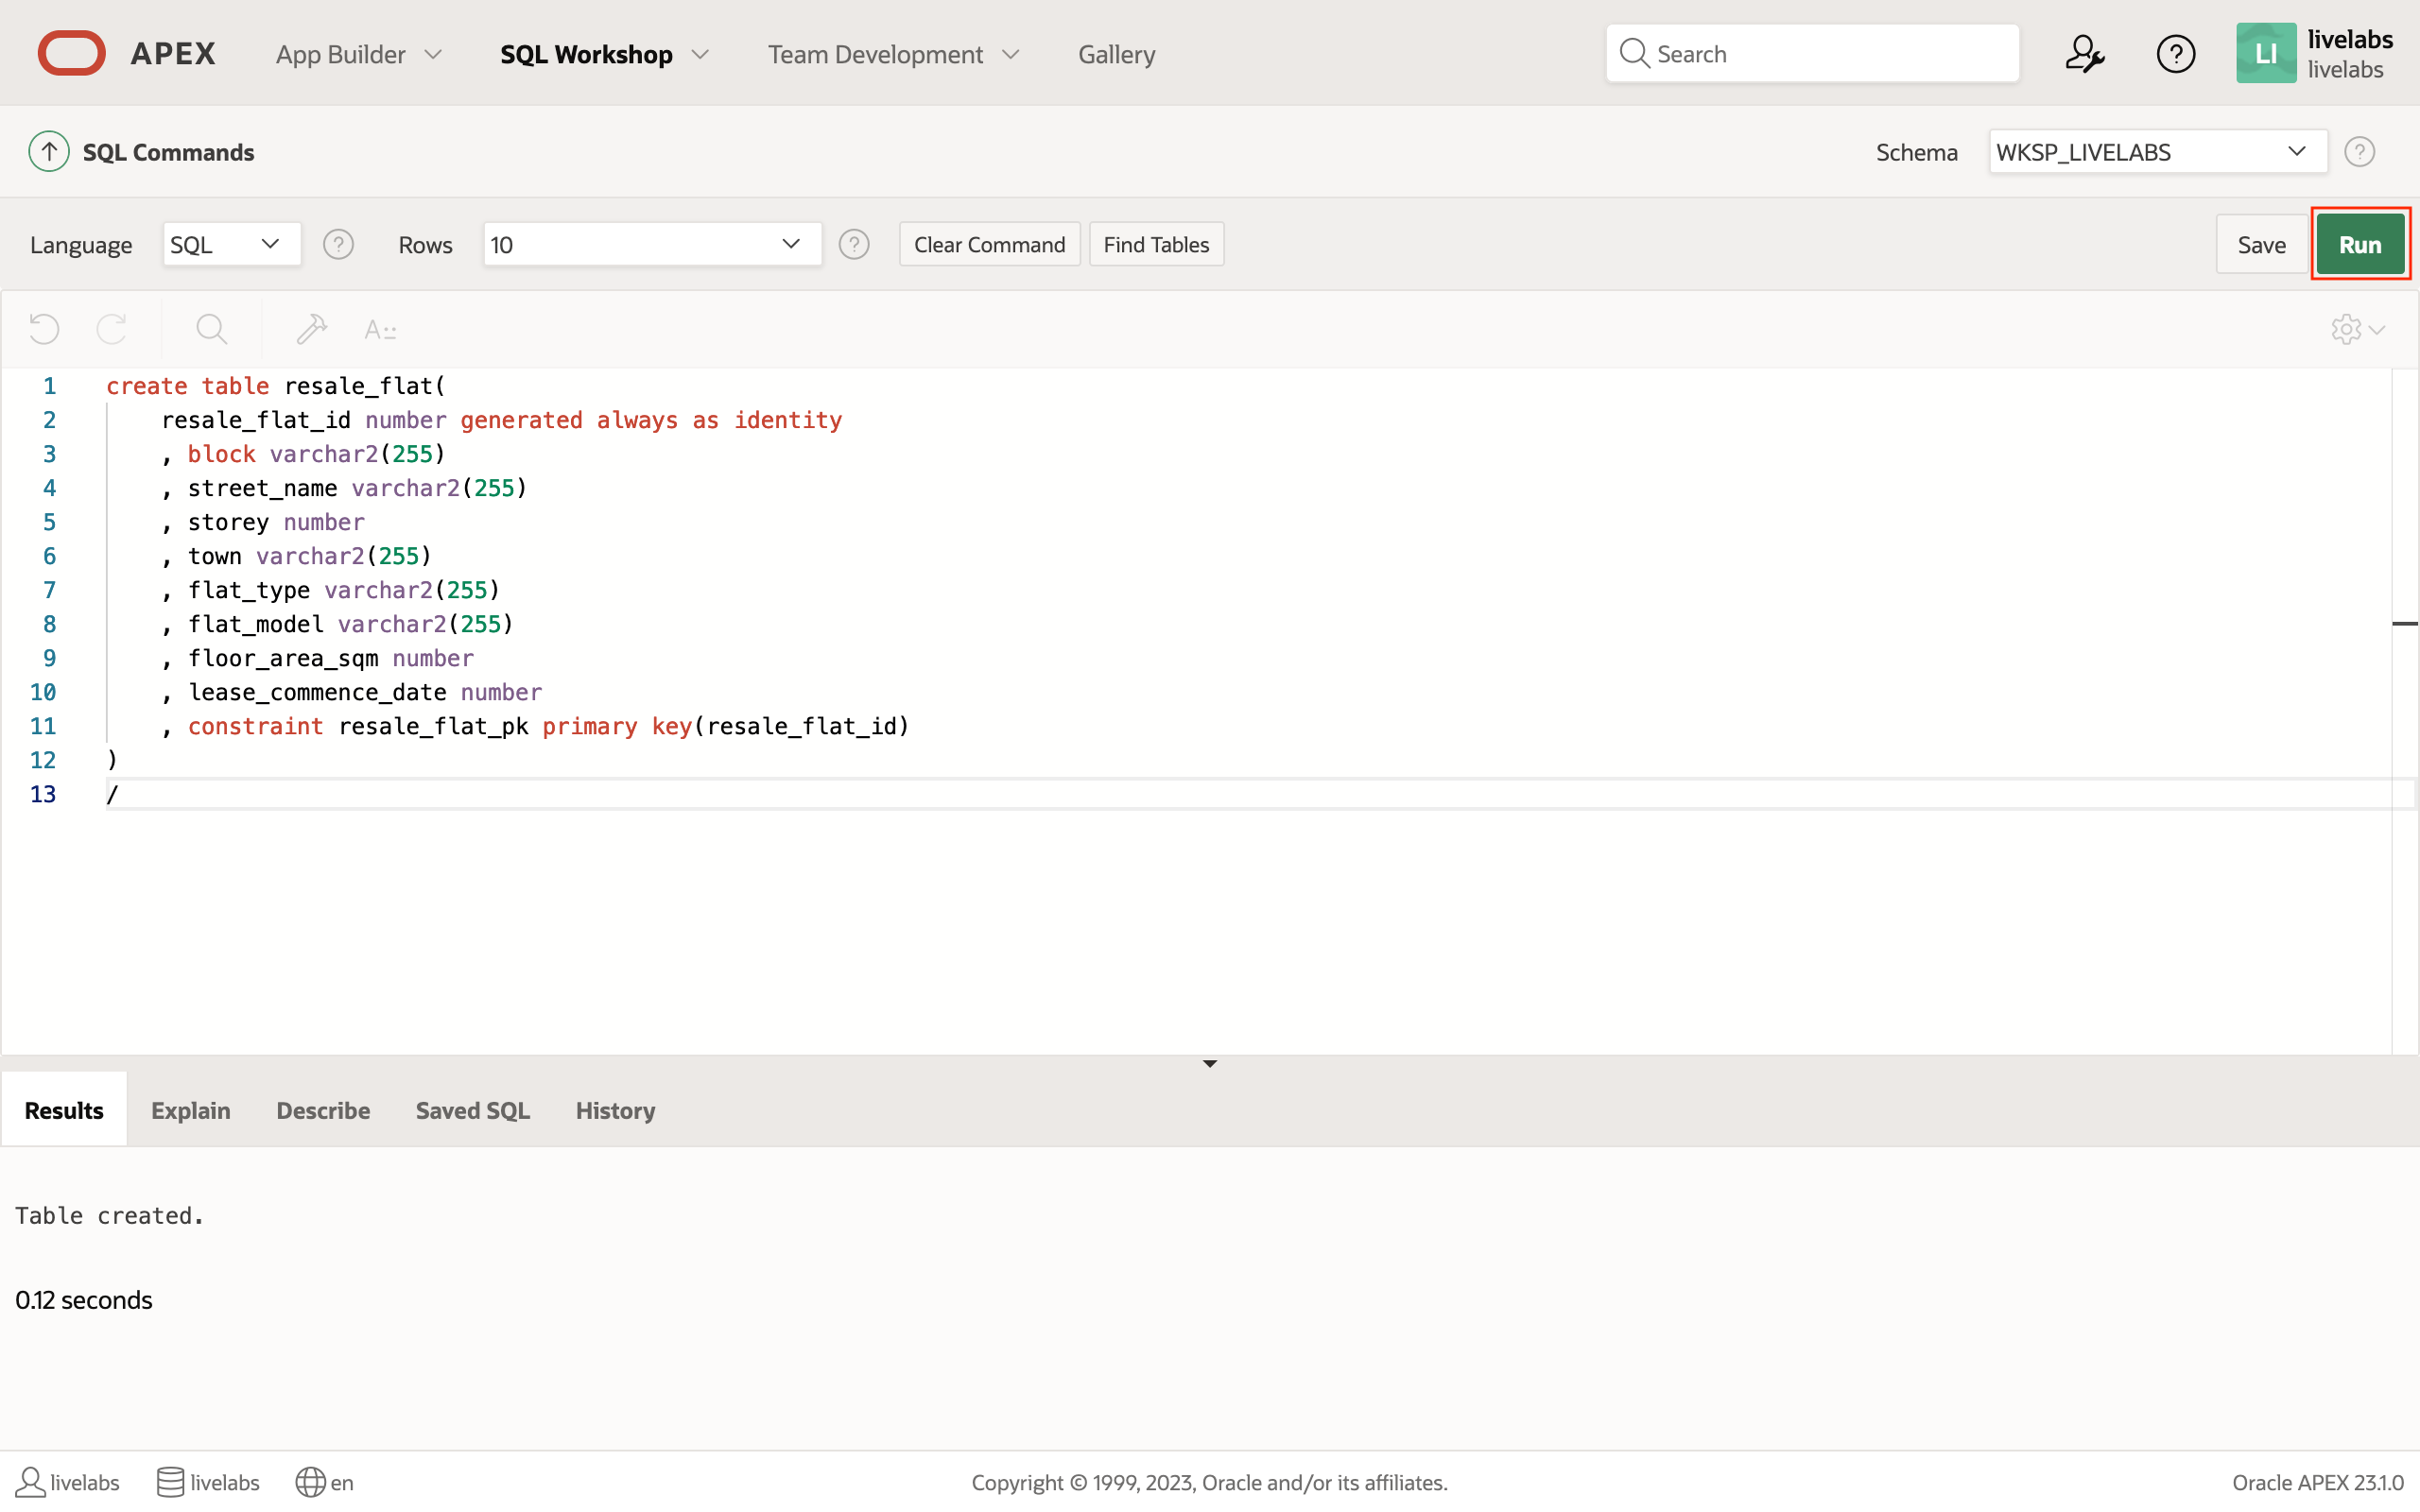 APEX App Builder SQL Workshop Team Development Gallery Search LI livelabs
livelabs
SQL Commands Schema WKSP_LIVELABS
Language SQL Rows 10 Clear Command Find Tables Save Run
1 create table resale_flat(
2 resale_flat_id number generated always as identity
3 , block varchar2(255)
4 , street_name varchar2(255)
5 , storey number
6 , town varchar2(255)
7 , flat_type varchar2(255)
8 , flat_model varchar2(255)
9 , floor_area_sqm number
10 , lease_commence_date number
11 , constraint resale_flat_pk primary key(resale_flat_id)
12 )
13 /
Results Explain Describe Saved SQL History
Table created.
0.12 seconds
livelabs livelabs en Copyright © 1999, 2023, Oracle and/or its affiliates. Oracle APEX 23.1.0